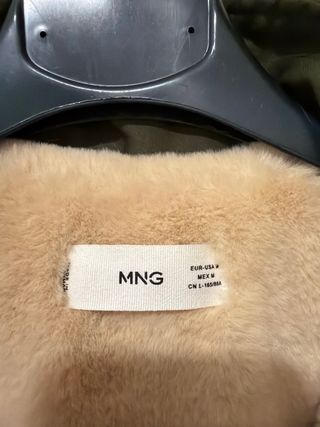 MNG
EUR-USA M
MEX M
CN L-165/88A